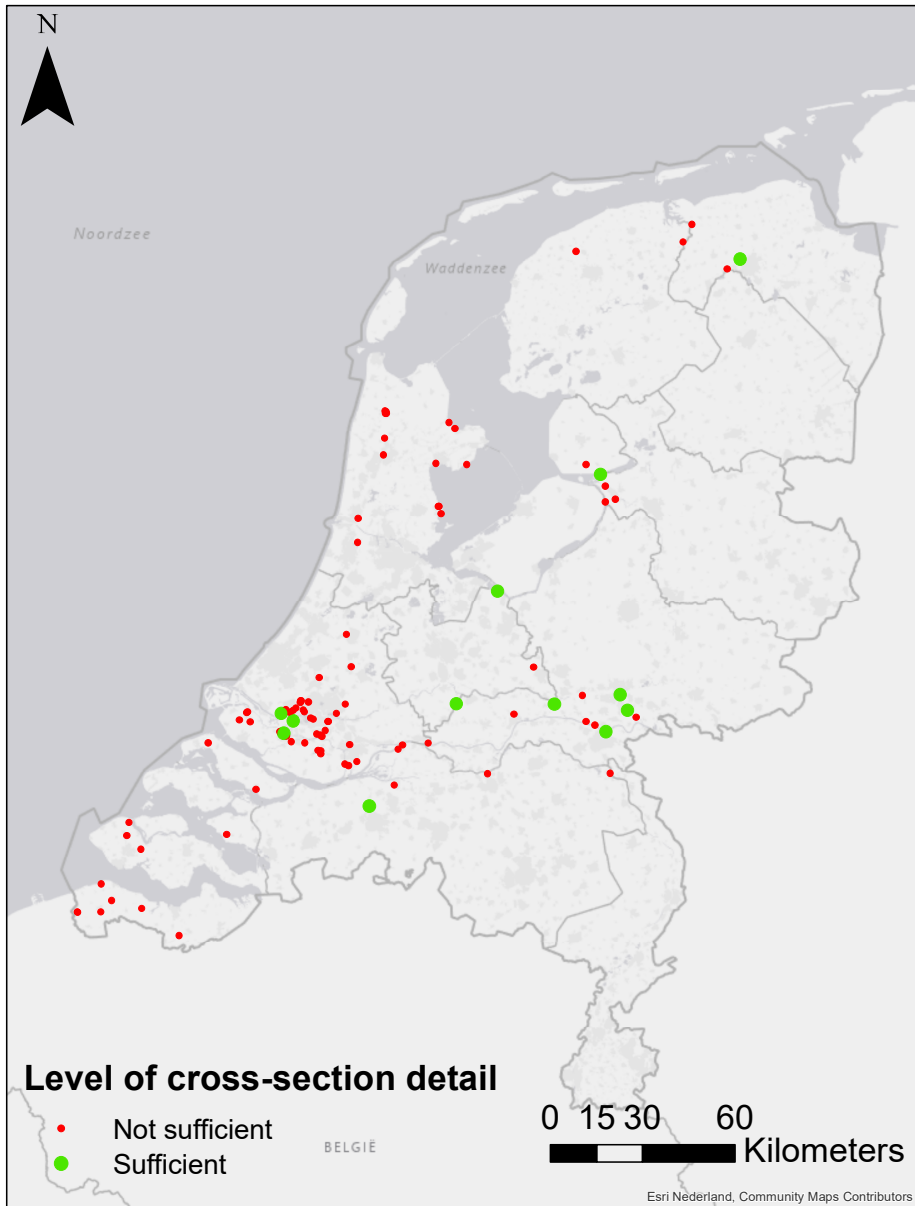 N
Noordzee
Waddenzee
Level of cross-section detail
Not sufficient
Sufficient
BELGIË
0 15 30 60
Kilometers
Esri Nederland, Community Maps Contributors